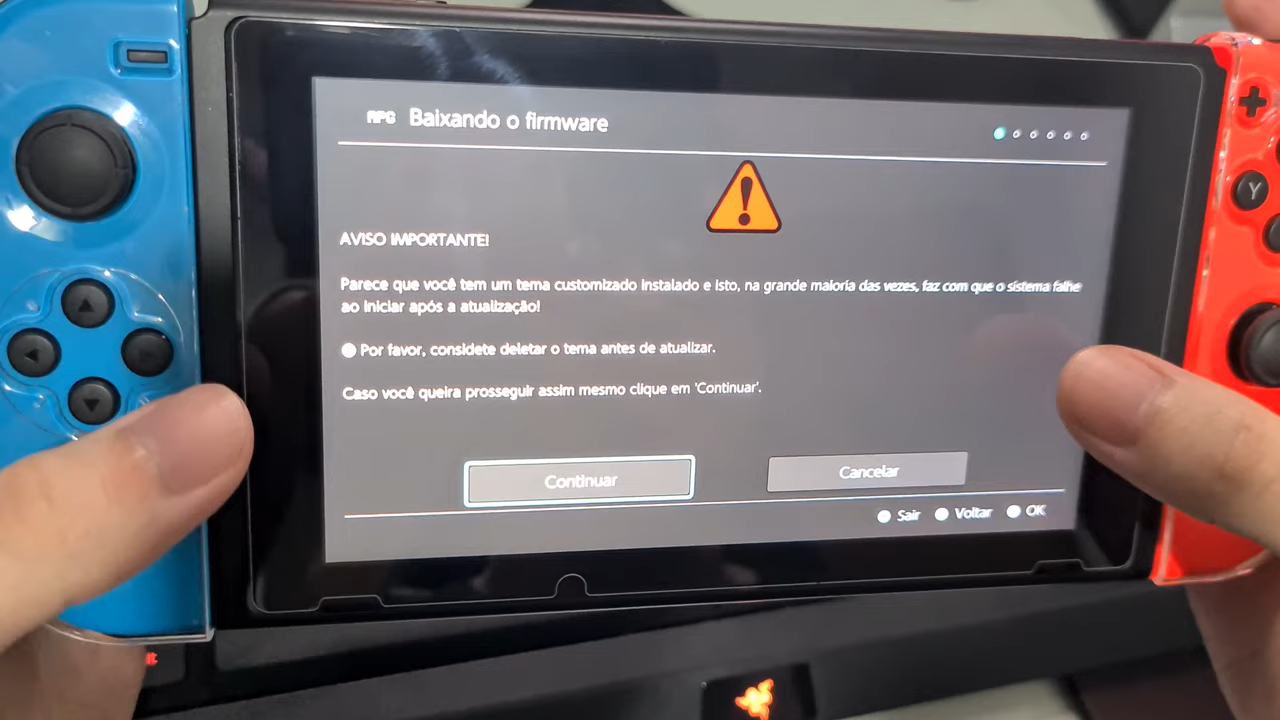 RPG Baixando o firmware
AVISO IMPORTANTE!
Parece que você tem um tema customizado instalado e isto, na grande maioria das vezes, faz com que o sistema falhe
ao iniciar após a atualização!
Por favor, considete deletar o tema antes de atualizar.
Caso você queira prosseguir assim mesmo clique em 'Continuar'.
Continuar
Cancelar
Sair Voltar OK
Y